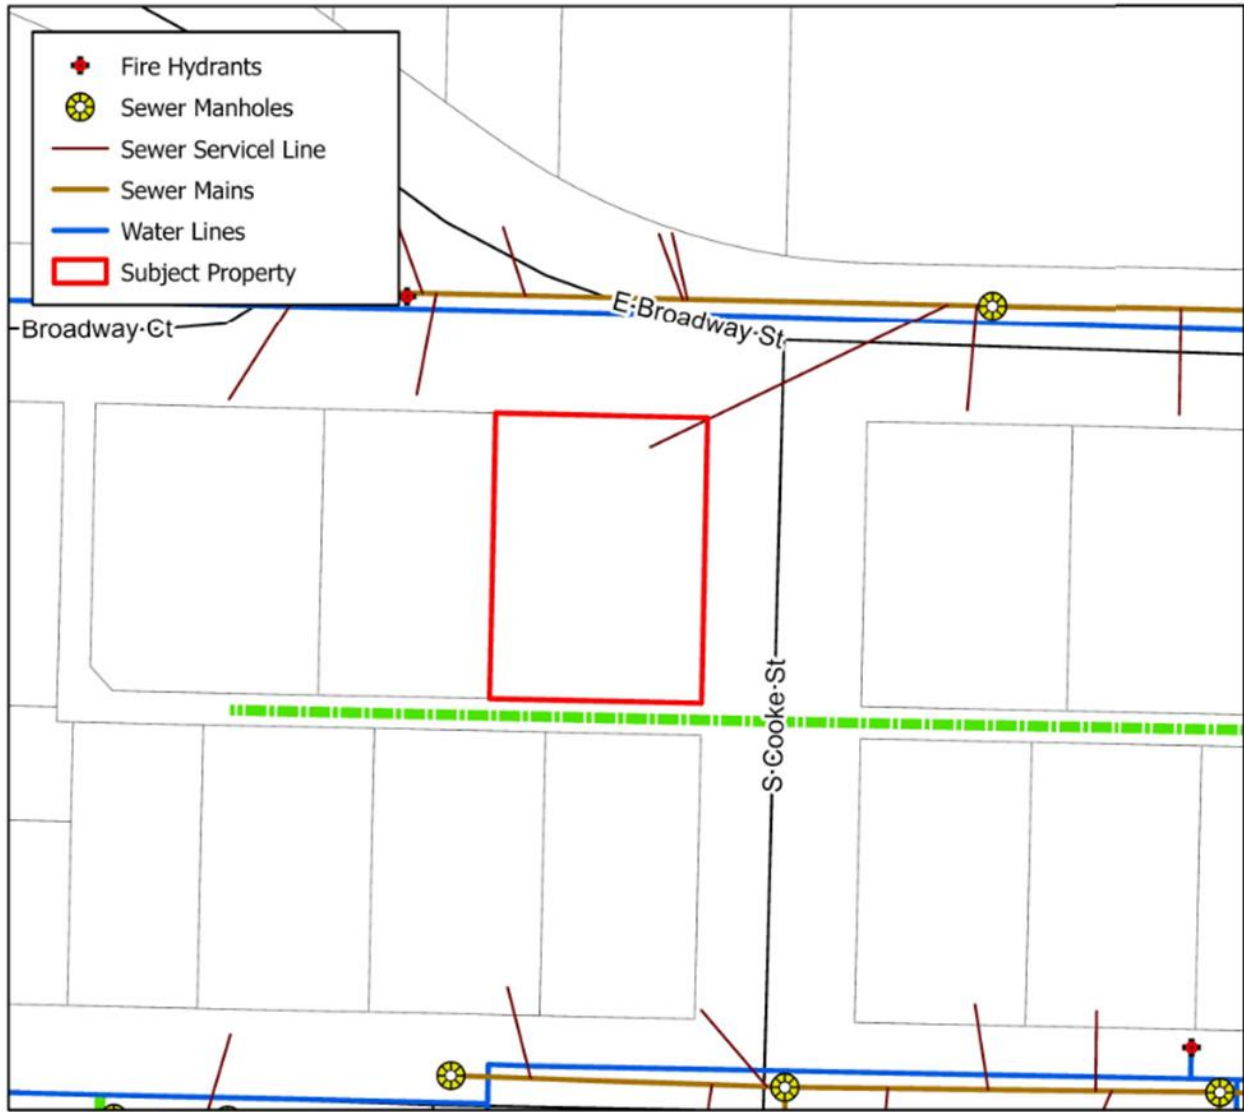 Fire Hydrants
Sewer Manholes
Sewer Servicel Line
Sewer Mains
Water Lines
Subject Property
E·Broadway·St
Broadway·Ct
S·Cooke·St